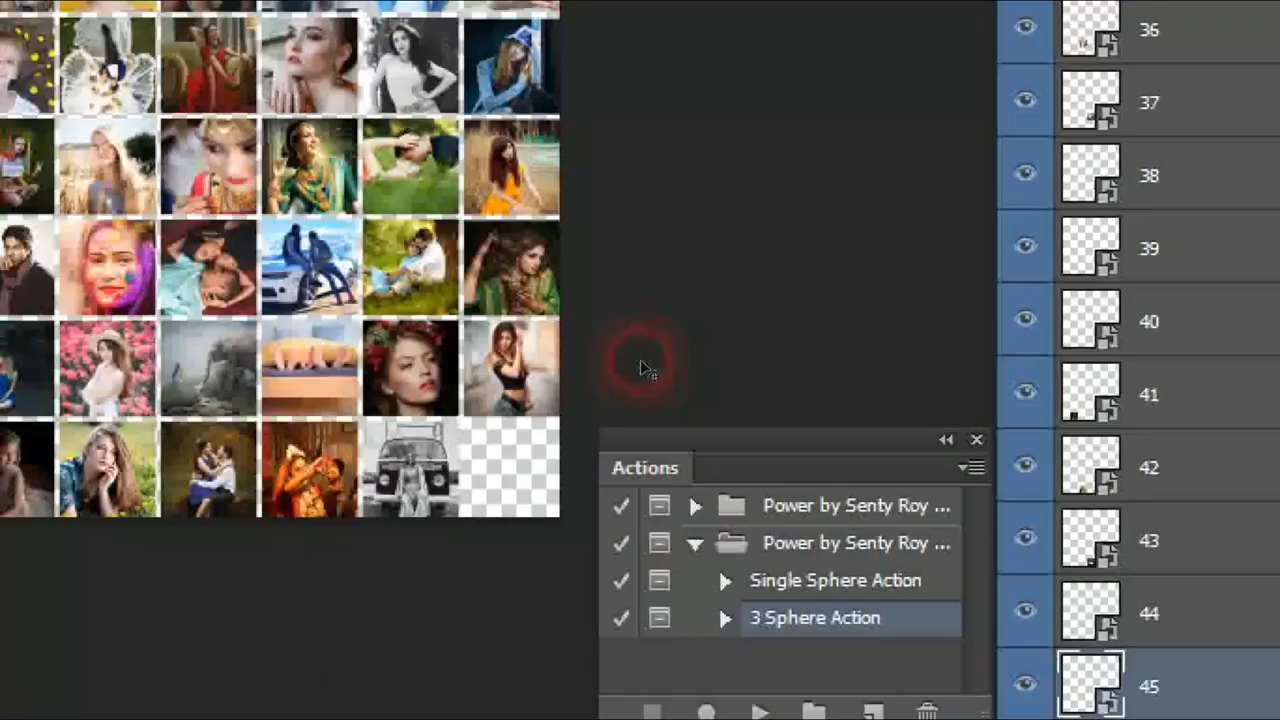 36
37
38
39
40
41
42
43
44
45
Actions
Power by Senty Roy ...
Power by Senty Roy ...
Single Sphere Action
3 Sphere Action